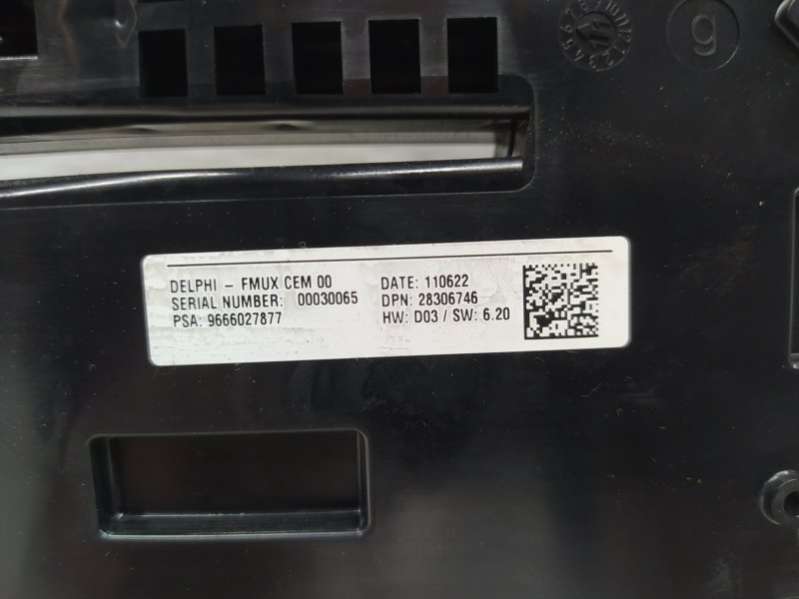 g
DELPHI - FMUX CEM 00 DATE: 110622
SERIAL NUMBER: 00030065 DPN: 28306746
PSA: 9666027877 HW: D03 / SW: 6.20